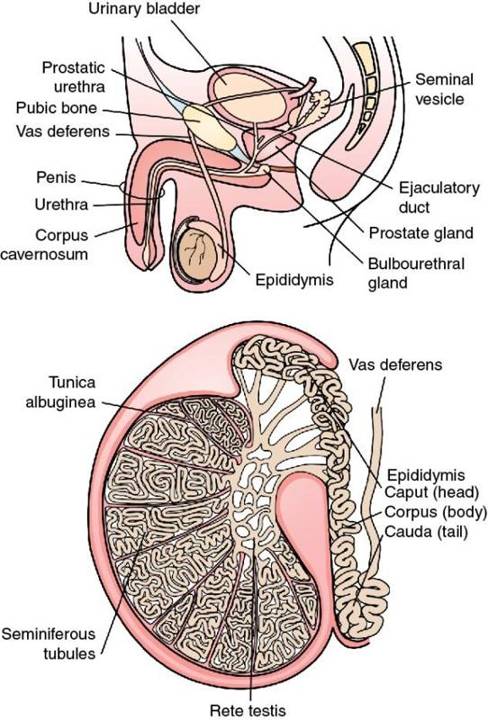 Urinary bladder
Prostatic
urethra
Pubic bone
Vas deferens
Penis
Urethra
Corpus
cavernosum
Seminal
vesicle
Ejaculatory
duct
Prostate gland
Bulbourethral
gland
Epididymis
Tunica
albuginea
Vas deferens
Epididymis
Caput (head)
Corpus (body)
Cauda (tail)
Seminiferous
tubules
Rete testis